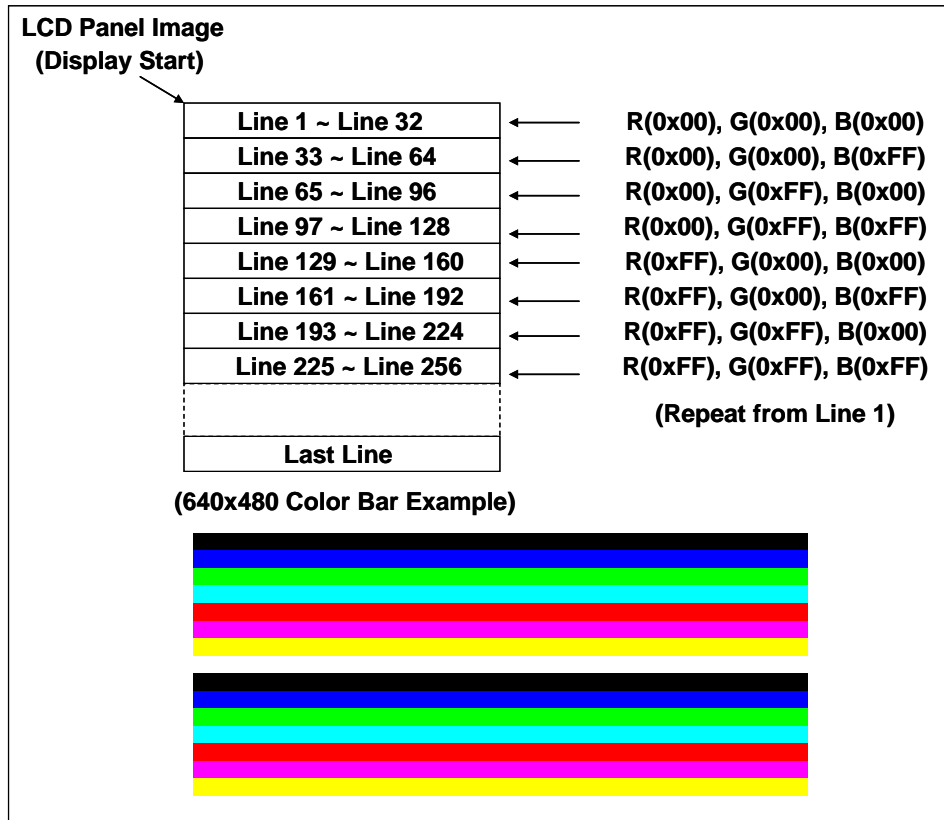 LCD Panel Image
(Display Start)
Line 1 ~ Line 32
R(0x00), G(0x00), B(0x00)
Line 33 ~ Line 64
R(0x00), G(0x00), B(0xFF)
Line 65 ~ Line 96
R(0x00), G(0xFF), B(0x00)
Line 97 ~ Line 128
R(0x00), G(0xFF), B(0xFF)
Line 129 ~ Line 160
R(0xFF), G(0x00), B(0x00)
Line 161 ~ Line 192
R(0xFF), G(0x00), B(0xFF)
Line 193 ~ Line 224
R(0xFF), G(0xFF), B(0x00)
Line 225 ~ Line 256
R(0xFF), G(0xFF), B(0xFF)
(Repeat from Line 1)
Last Line
(640x480 Color Bar Example)